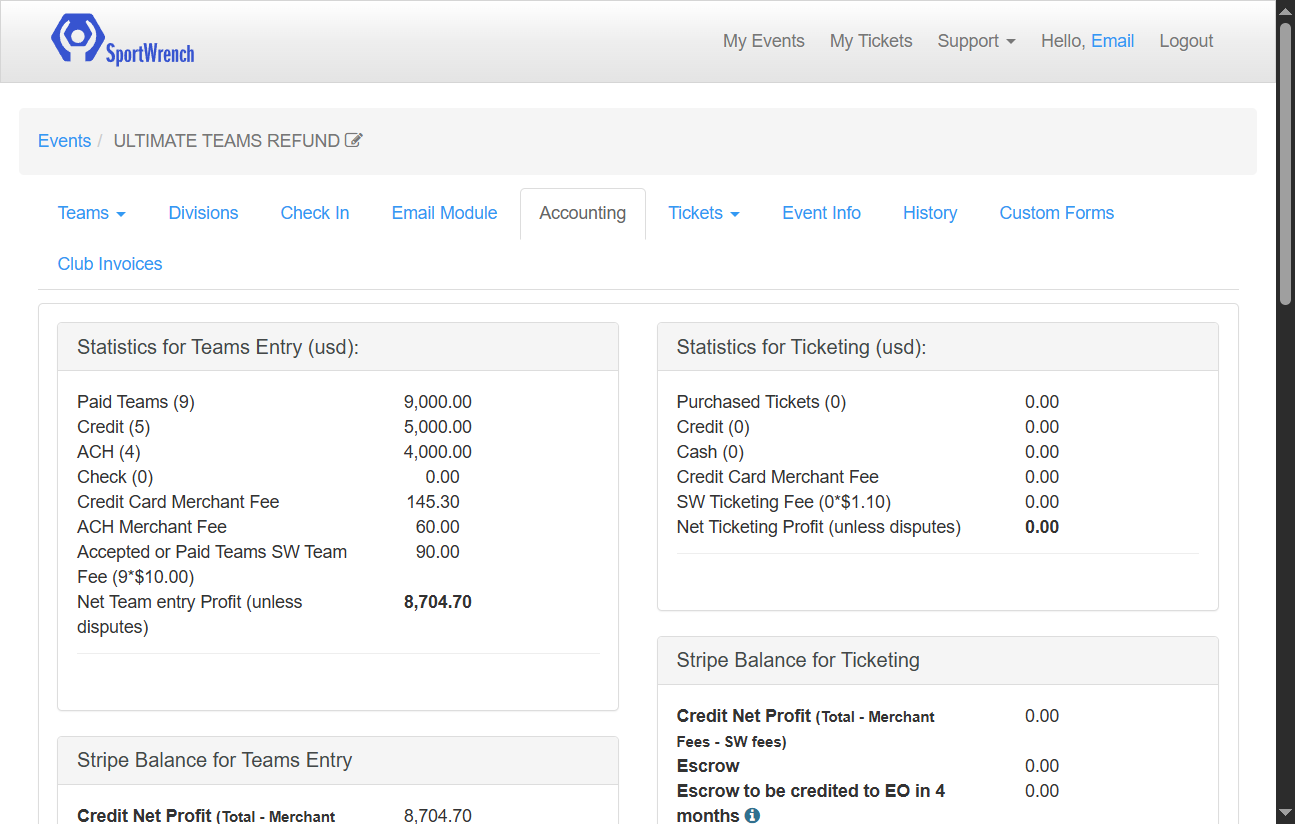 SportWrench
My Events
My Tickets
Support
Hello, Email
Logout
Events / ULTIMATE TEAMS REFUND
Teams
Divisions
Check In
Email Module
Accounting
Tickets
Event Info
History
Custom Forms
Club Invoices
Statistics for Teams Entry (usd):
Paid Teams (9) 9,000.00
Credit (5) 5,000.00
ACH (4) 4,000.00
Check (0) 0.00
Credit Card Merchant Fee 145.30
ACH Merchant Fee 60.00
Accepted or Paid Teams SW Team 90.00
Fee (9*$10.00)
Net Team entry Profit (unless 8,704.70
disputes)
Stripe Balance for Teams Entry
Credit Net Profit (Total - Merchant 8,704.70
Statistics for Ticketing (usd):
Purchased Tickets (0) 0.00
Credit (0) 0.00
Cash (0) 0.00
Credit Card Merchant Fee 0.00
SW Ticketing Fee (0*$1.10) 0.00
Net Ticketing Profit (unless disputes) 0.00
Stripe Balance for Ticketing
Credit Net Profit (Total - Merchant 0.00
Fees - SW fees)
Escrow 0.00
Escrow to be credited to EO in 4 0.00
months